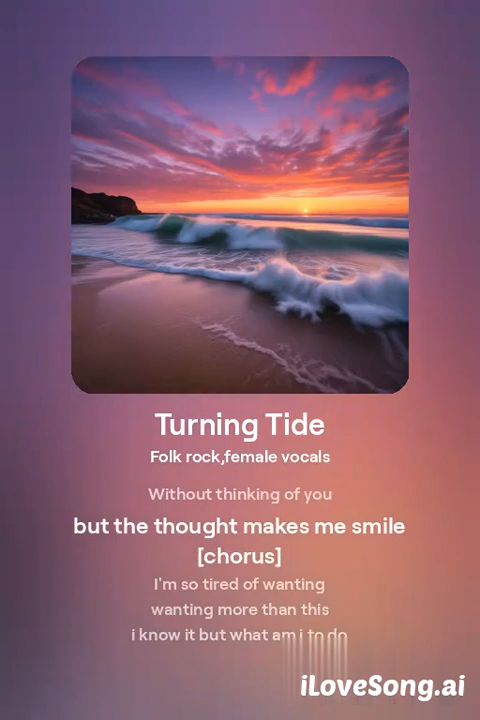 Turning Tide
Folk rock,female vocals
Without thinking of you
but the thought makes me smile
[chorus]
I'm so tired of wanting
wanting more than this
i know it but what am i to do
iLoveSong.ai